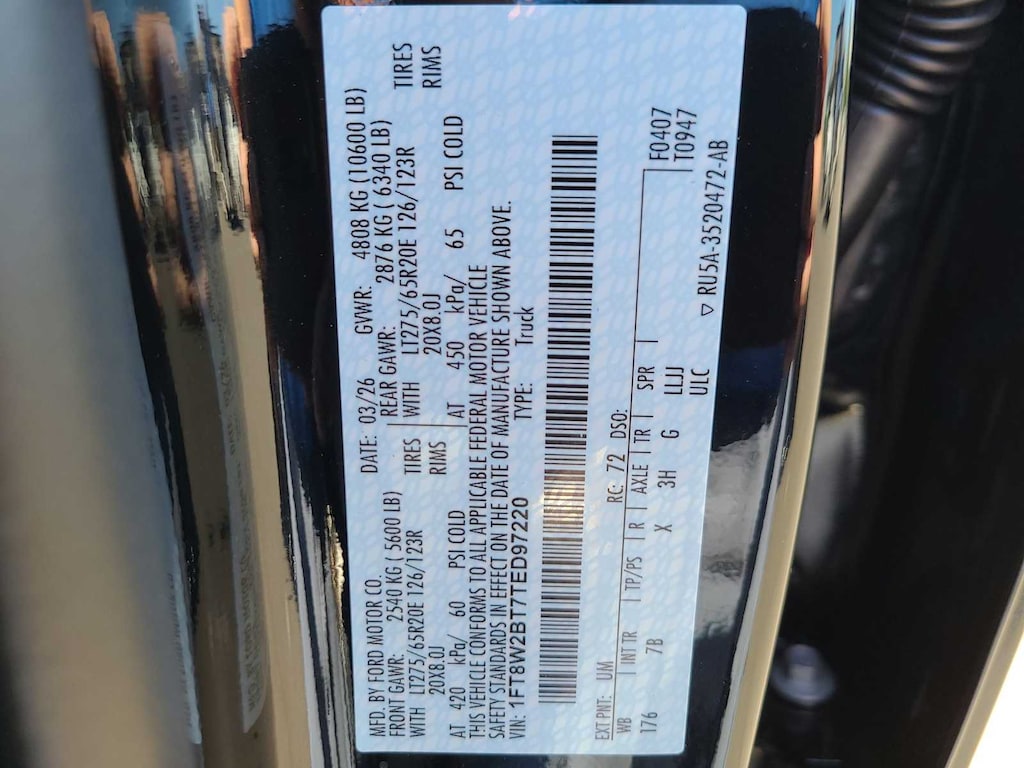 MFD. BY FORD MOTOR CO.
DATE: 03/26 GVWR: 4808 KG (10600 LB)
FRONT GAWR: 2540 KG ( 5600 LB) REAR GAWR: 2876 KG ( 6340 LB)
WITH LT275/65R20E 126/123R TIRES WITH LT275/65R20E 126/123R TIRES
20X8.0J RIMS 20X8.0J RIMS
AT 420 kPa/ 60 PSI COLD AT 450 kPa/ 65 PSI COLD
THIS VEHICLE CONFORMS TO ALL APPLICABLE FEDERAL MOTOR VEHICLE
SAFETY STANDARDS IN EFFECT ON THE DATE OF MANUFACTURE SHOWN ABOVE.
VIN: 1FT8W2BT7TED97220 TYPE: Truck
EXT PNT: UM RC: 72 DSO: F0407
WB INT TR TP/PS R AXLE TR SPR T0947
176 7B X 3H G LLJJ
ULC
▽ RU5A-3520472-AB